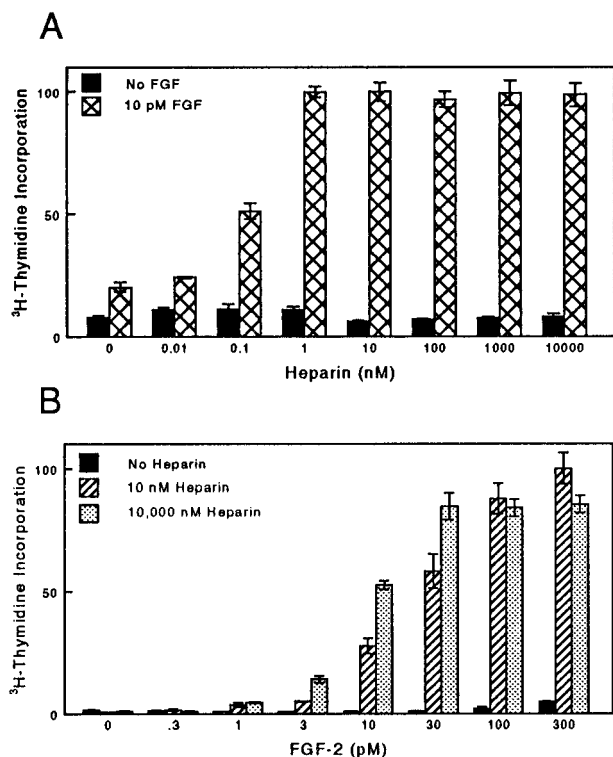 A
No FGF
10 pM FGF
100
50
0
³H-Thymidine Incorporation
0 0.01 0.1 1 10 100 1000 10000
Heparin (nM)
B
No Heparin
10 nM Heparin
10,000 nM Heparin
100
50
0
³H-Thymidine Incorporation
0 .3 1 3 10 30 100 300
FGF-2 (pM)